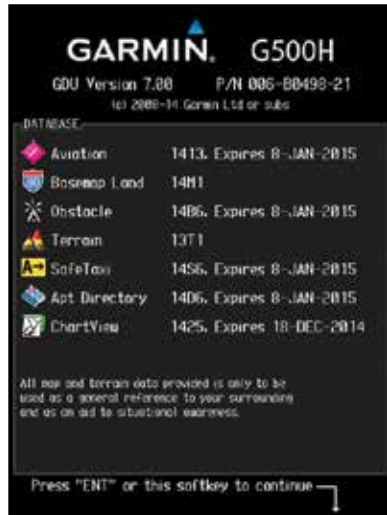 GARMIN. G500H
GDU Version 7.00 P/N 006-B0498-21
(c) 2008-14 Garmin Ltd or subs
DATABASE
Aviation 1413, Expires 8-JAN-2015
Basemap Land 14M1
Obstacle 14B6, Expires 8-JAN-2015
Terrain 13T1
A SafeTaxi 14S6, Expires 8-JAN-2015
Apt Directory 14D6, Expires 8-JAN-2015
ChartView 1425, Expires 18-DEC-2014
All map and terrain data provided is only to be
used as a general reference to your surrounding
and as an aid to situational awareness.
Press "ENT" or this softkey to continue